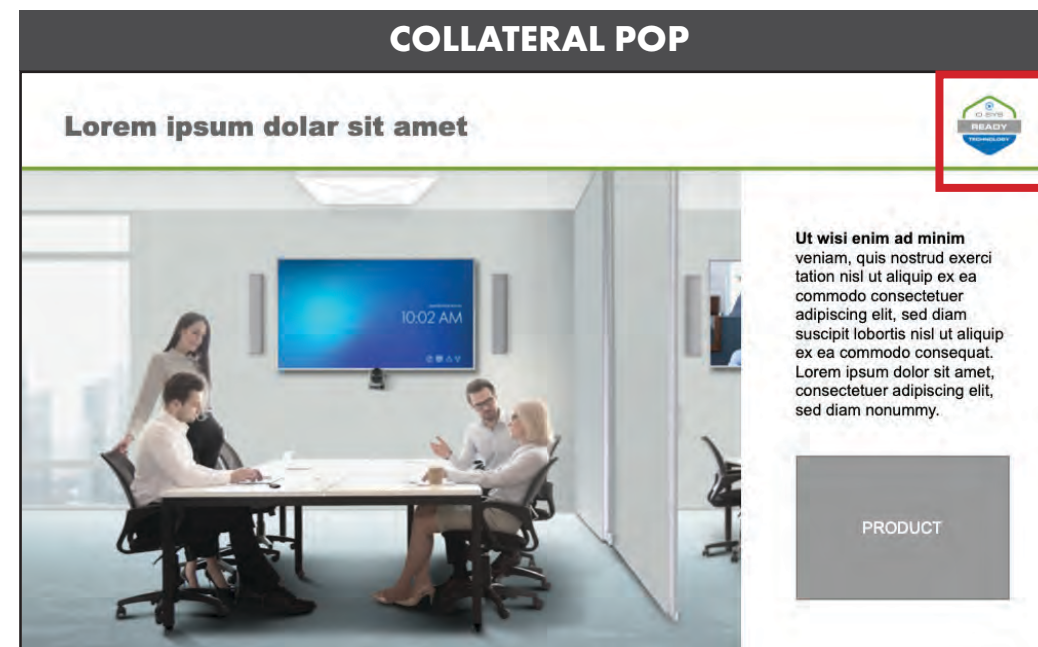 COLLATERAL POP
Lorem ipsum dolar sit amet
READY
TECHNOLOGY
10:02 AM
Ut wisi enim ad minim
veniam, quis nostrud exerci
tation nisl ut aliquip ex ea
commodo consectetuer
adipiscing elit, sed diam
suscipit lobortis nisl ut aliquip
ex ea commodo consequat.
Lorem ipsum dolor sit amet,
consectetuer adipiscing elit,
sed diam nonummy.
PRODUCT